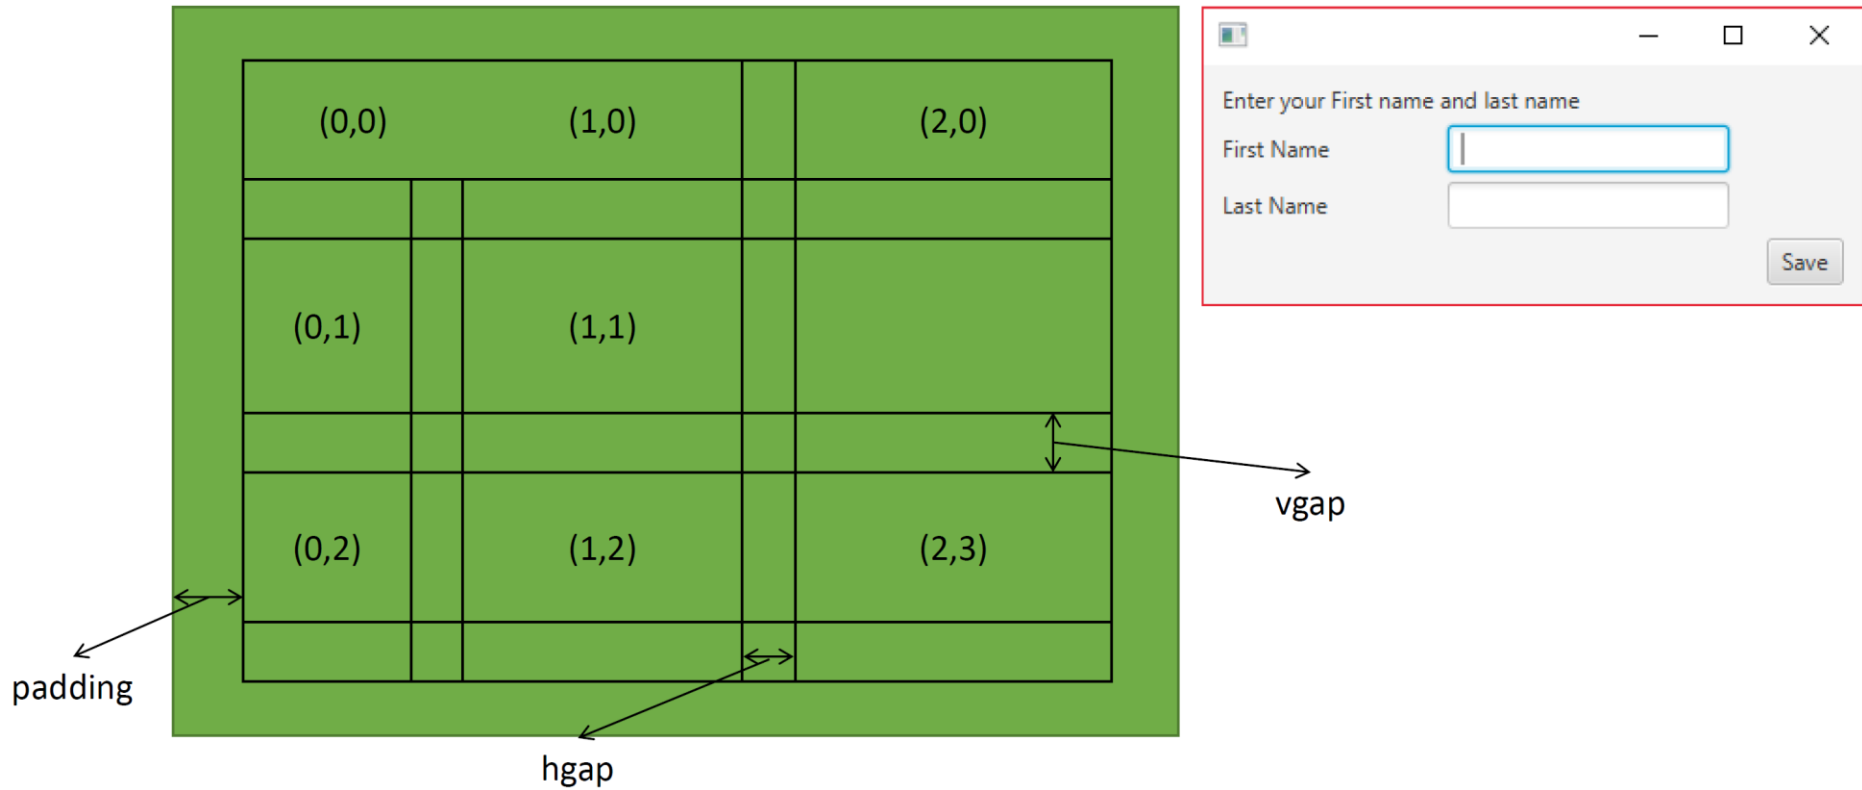 (0,0) (1,0) (2,0)
(0,1) (1,1)
(0,2) (1,2) (2,3)
padding
hgap
vgap
Enter your First name and last name
First Name
Last Name
Save